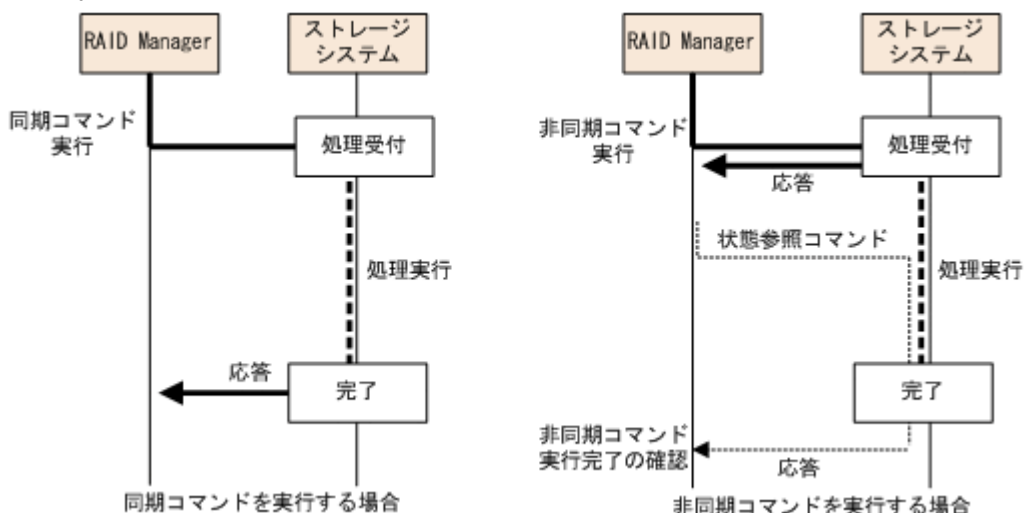 RAID Manager
ストレージ
システム
同期コマンド
実行
処理受付
処理実行
応答
完了
同期コマンドを実行する場合
RAID Manager
ストレージ
システム
非同期コマンド
実行
処理受付
応答
状態参照コマンド
処理実行
完了
非同期コマンド
実行完了の確認
応答
非同期コマンドを実行する場合